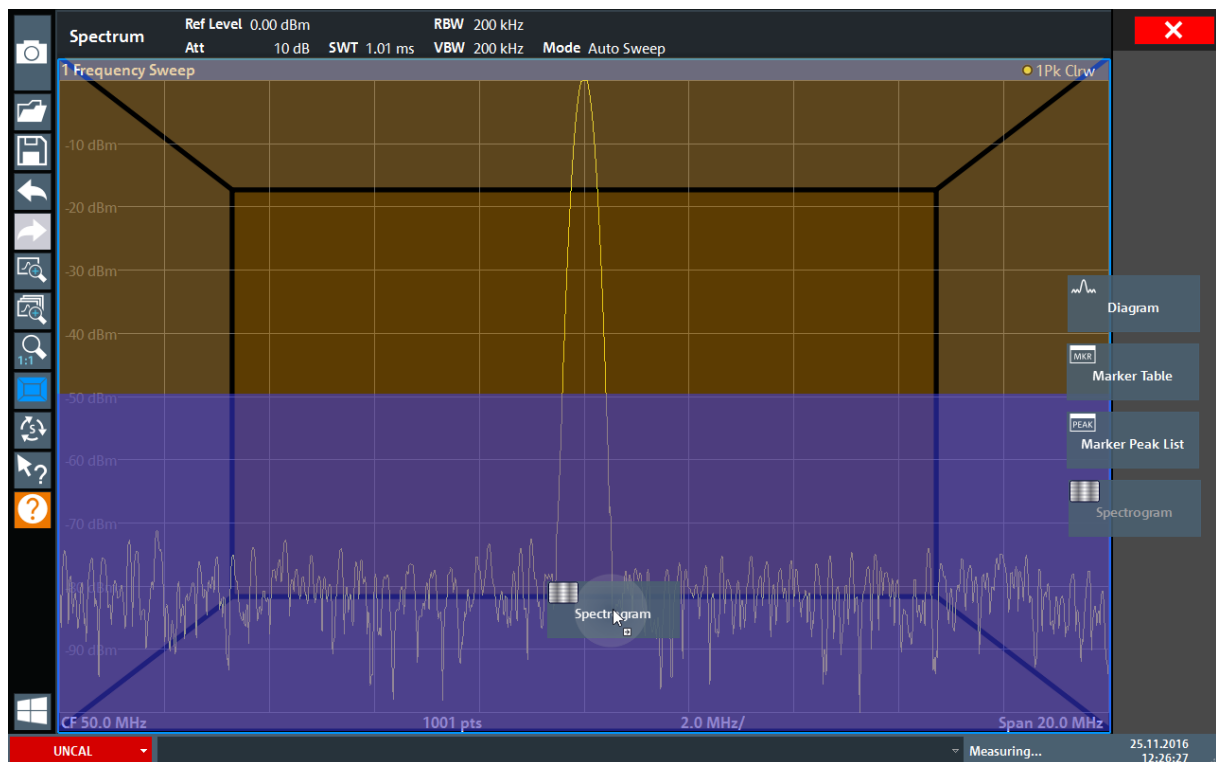 Spectrum
Ref Level 0.00 dBm RBW 200 kHz
Att 10 dB SWT 1.01 ms VBW 200 kHz Mode Auto Sweep
1 Frequency Sweep 1Pk Clrw
-10 dBm
-20 dBm
-30 dBm
-40 dBm
-50 dBm
-60 dBm
-70 dBm
-90 dBm
1:1
S
?
?
Diagram
MKR
Marker Table
PEAK
Marker Peak List
Spectrogram
Spectrogram
CF 50.0 MHz 1001 pts 2.0 MHz/ Span 20.0 MHz
UNCAL Measuring... 25.11.2016
12:26:27